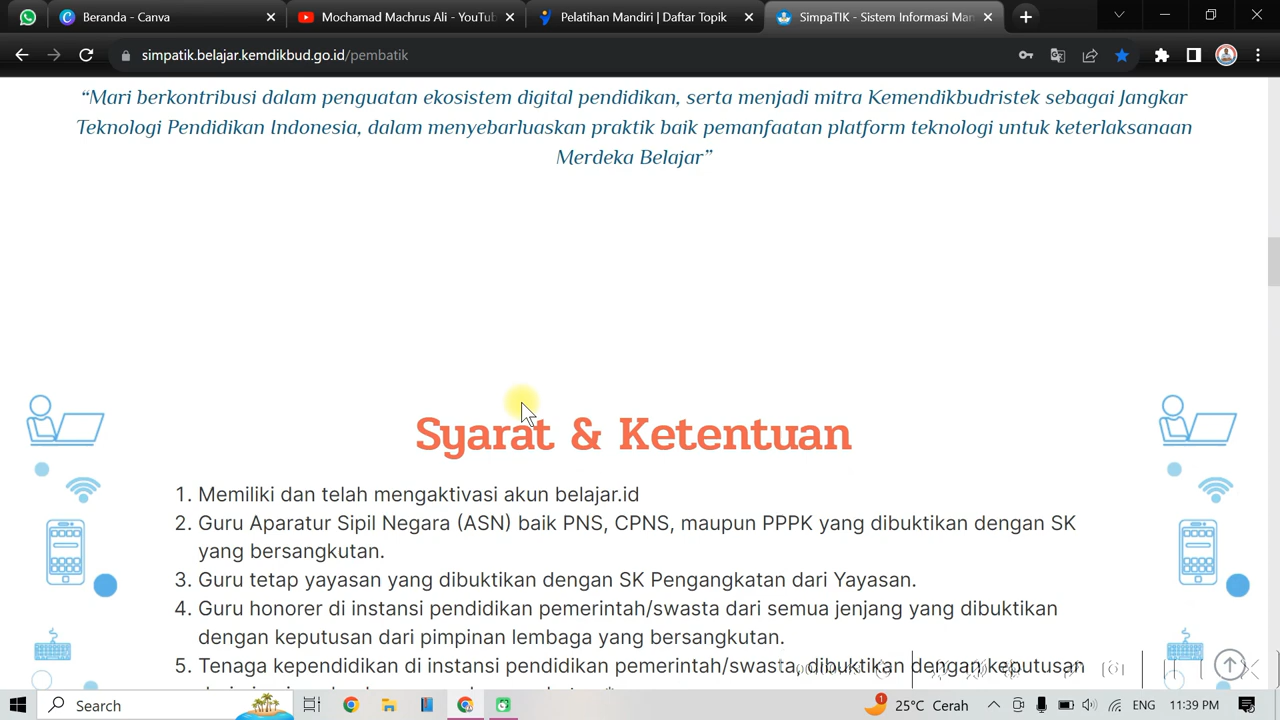 Beranda - Canva
Mochamad Machrus Ali - YouTu
Pelatihan Mandiri | Daftar Topik
SimpaTIK - Sistem Informasi Man
simpatik.belajar.kemdikbud.go.id/pembatik
“Mari berkontribusi dalam penguatan ekosistem digital pendidikan, serta menjadi mitra Kemendikbudristek sebagai Jangkar
Teknologi Pendidikan Indonesia, dalam menyebarluaskan praktik baik pemanfaatan platform teknologi untuk keterlaksanaan
Merdeka Belajar”
Syarat & Ketentuan
1. Memiliki dan telah mengaktivasi akun belajar.id
2. Guru Aparatur Sipil Negara (ASN) baik PNS, CPNS, maupun PPPK yang dibuktikan dengan SK
yang bersangkutan.
3. Guru tetap yayasan yang dibuktikan dengan SK Pengangkatan dari Yayasan.
4. Guru honorer di instansi pendidikan pemerintah/swasta dari semua jenjang yang dibuktikan
dengan keputusan dari pimpinan lembaga yang bersangkutan.
5. Tenaga kependidikan di instansi pendidikan pemerintah/swasta, dibuktikan dengan keputusan
Search
1
25°C Cerah
ENG
11:39 PM